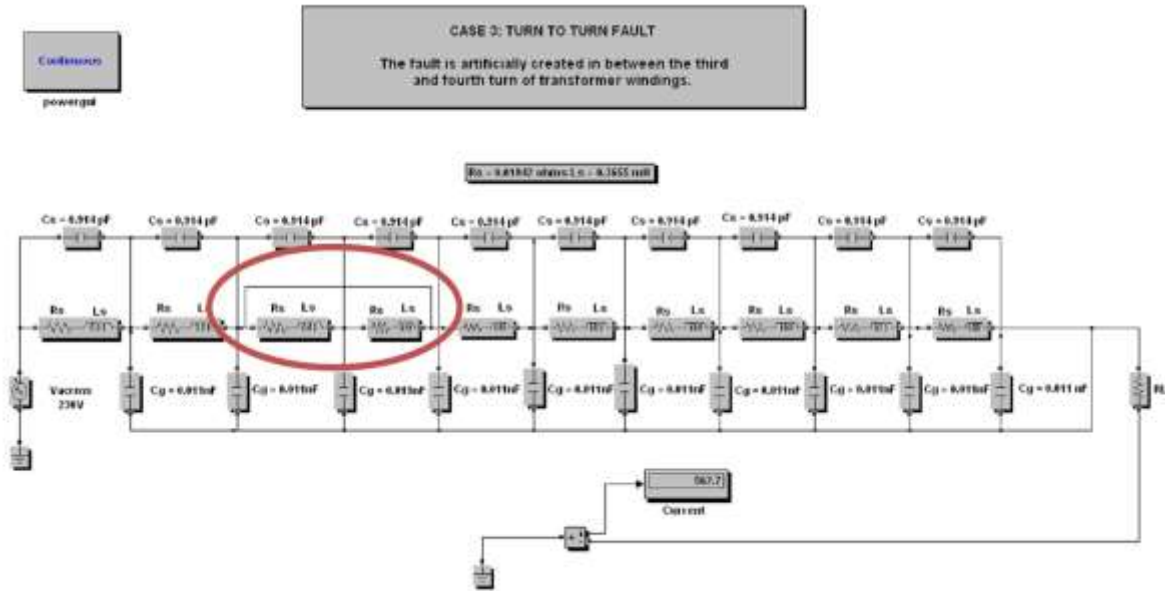 CASE 3: TURN TO TURN FAULT
The fault is artificially created in between the third
and fourth turn of transformer windings.
Continuous
powergui
Cs = 0.914 pF Cs = 0.914 pF Cs = 0.914 pF Cs = 0.914 pF Cs = 0.914 pF Cs = 0.914 pF Cs = 0.914 pF Cs = 0.914 pF Cs = 0.914 pF Cs = 0.914 pF
Rs Ls Rs Ls Rs Ls Rs Ls Rs Ls Rs Ls Rs Ls Rs Ls Rs Ls Rs Ls
Vacrms
230V
Cg = 0.011nF Cg = 0.011nF Cg = 0.011nF Cg = 0.011nF Cg = 0.011nF Cg = 0.011nF Cg = 0.011nF Cg = 0.011nF Cg = 0.011 nF
RL
Current